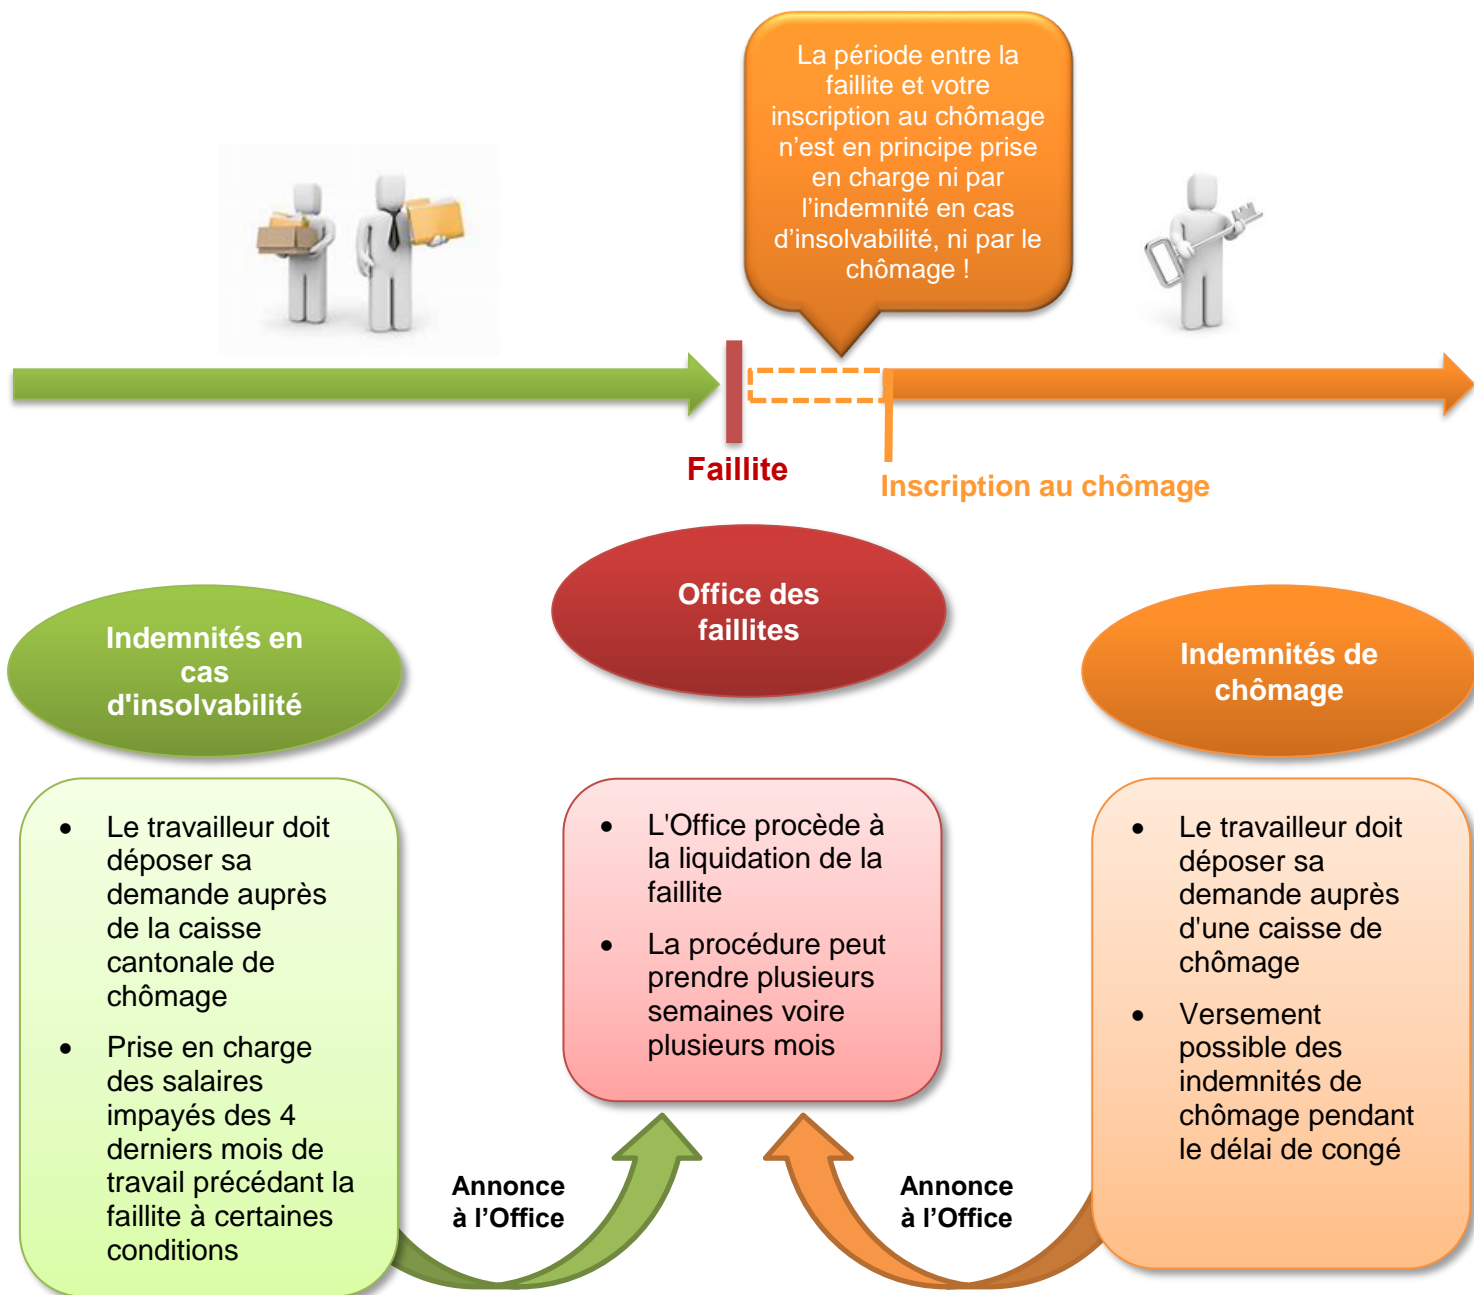 La période entre la
faillite et votre
inscription au chômage
n’est en principe prise
en charge ni par
l’indemnité en cas
d’insolvabilité, ni par le
chômage !
Faillite
Inscription au chômage
Indemnités en
cas
d'insolvabilité
Office des
faillites
Indemnités de
chômage
• Le travailleur doit
déposer sa
demande auprès
de la caisse
cantonale de
chômage
• Prise en charge
des salaires
impayés des 4
derniers mois de
travail précédant la
faillite à certaines
conditions
• L'Office procède à
la liquidation de la
faillite
• La procédure peut
prendre plusieurs
semaines voire
plusieurs mois
• Le travailleur doit
déposer sa
demande auprès
d'une caisse de
chômage
• Versement
possible des
indemnités de
chômage pendant
le délai de congé
Annonce
à l’Office
Annonce
à l’Office